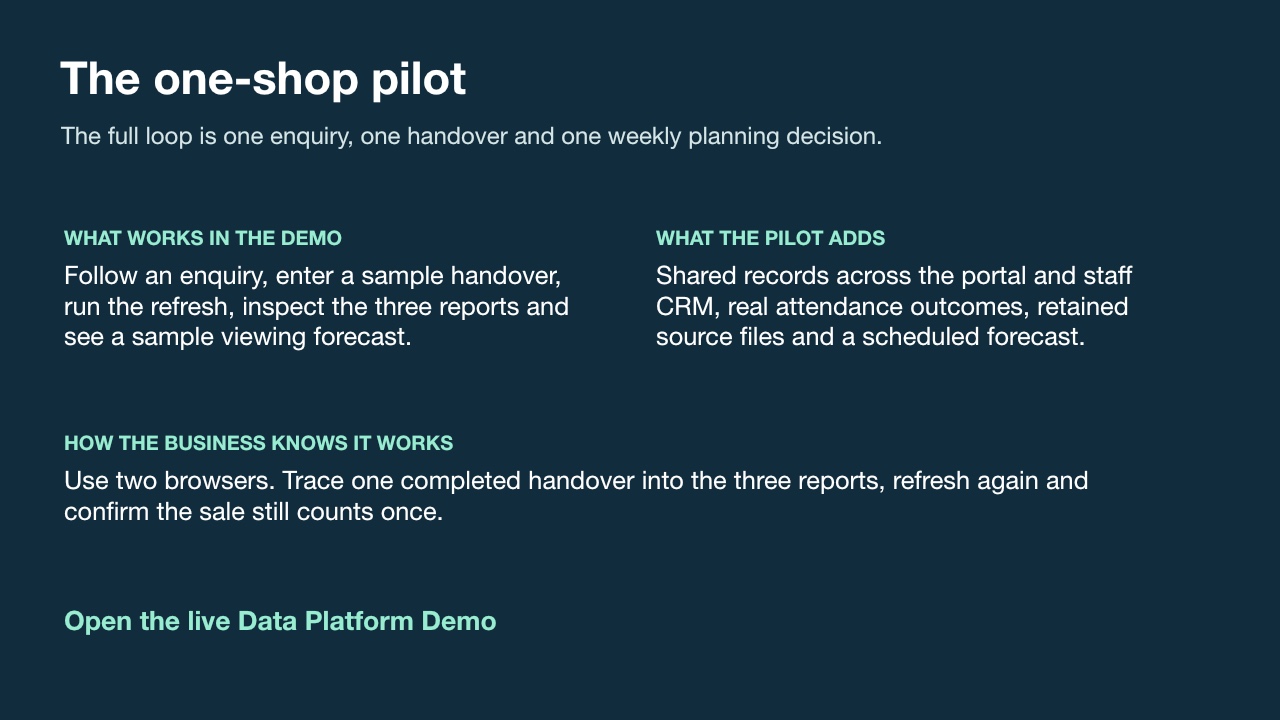 The one-shop pilot
The full loop is one enquiry, one handover and one weekly planning decision.
WHAT WORKS IN THE DEMO
Follow an enquiry, enter a sample handover,
run the refresh, inspect the three reports and
see a sample viewing forecast.
WHAT THE PILOT ADDS
Shared records across the portal and staff
CRM, real attendance outcomes, retained
source files and a scheduled forecast.
HOW THE BUSINESS KNOWS IT WORKS
Use two browsers. Trace one completed handover into the three reports, refresh again and
confirm the sale still counts once.
Open the live Data Platform Demo